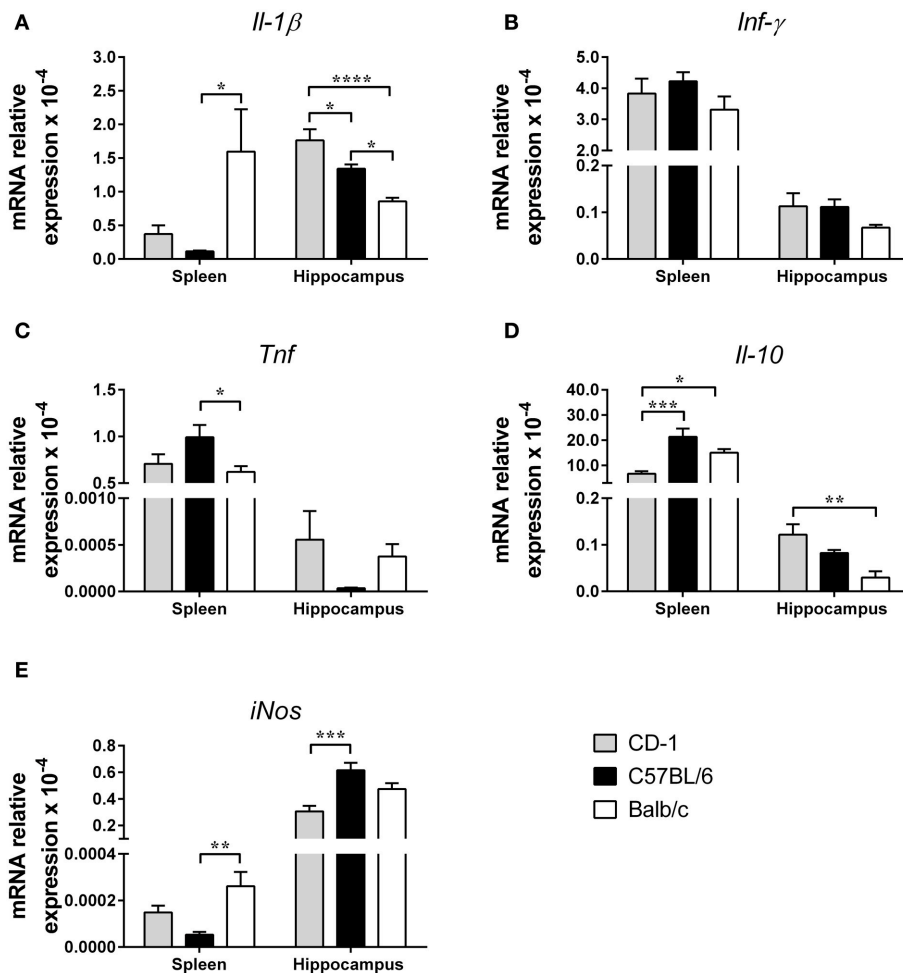 A
Il-1β
mRNA relative
expression x 10-4
3.0
2.5
2.0
1.5
1.0
0.5
0.0
*
****
*
*
Spleen
Hippocampus
B
Inf-γ
mRNA relative
expression x 10-4
5.0
4.0
3.0
2.0
0.2
0.1
0.0
Spleen
Hippocampus
C
Tnf
mRNA relative
expression x 10-4
1.5
1.0
0.5
0.0010
0.0005
0.0000
*
Spleen
Hippocampus
D
Il-10
mRNA relative
expression x 10-4
40.0
30.0
20.0
10.0
0.2
0.1
0.0
*
***
**
Spleen
Hippocampus
E
iNos
mRNA relative
expression x 10-4
0.8
0.6
0.4
0.2
0.0004
0.0002
0.0000
**
***
Spleen
Hippocampus
CD-1
C57BL/6
Balb/c